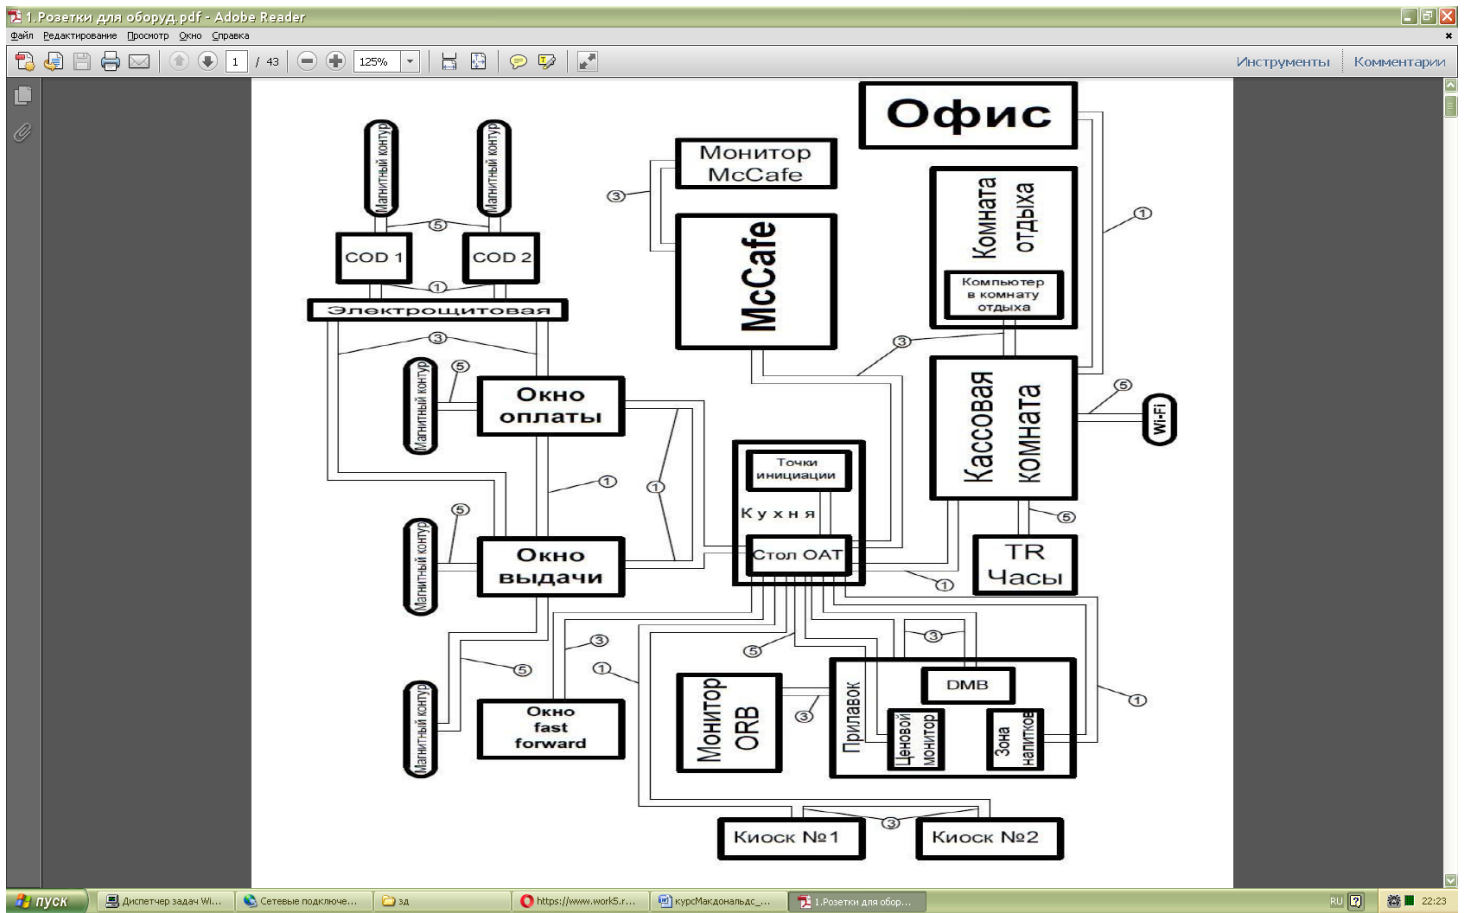 1.Розетки для оборуд.pdf - Adobe Reader
Файл Редактирование Просмотр Окно Справка
1 / 43 125% Инструменты Комментарии
Офис
Магнитный контур
Магнитный контур
Монитор
McCafe
3
5
COD 1
COD 2
1
Электрощитовая
McCafe
Комната
отдыха
1
Компьютер
в комнату
отдыха
3
3
Магнитный контур
5
Окно
оплаты
Кассовая
комната
5
Wi-Fi
1
1
Точки
инициации
Кухня
Стол ОАТ
5
TR
Часы
1
Магнитный контур
5
Окно
выдачи
3
5
3
5
1
Магнитный контур
Окно
fast
forward
Монитор
ORB
3
Прилавок
DMB
Ценовой
монитор
Зона
напитков
1
3
Киоск №1
Киоск №2
пуск
Диспетчер задач Wi...
Сетевые подключе...
зд
https://www.work5.r...
курсМакдональдс_...
1.Розетки для обор...
RU
22:23